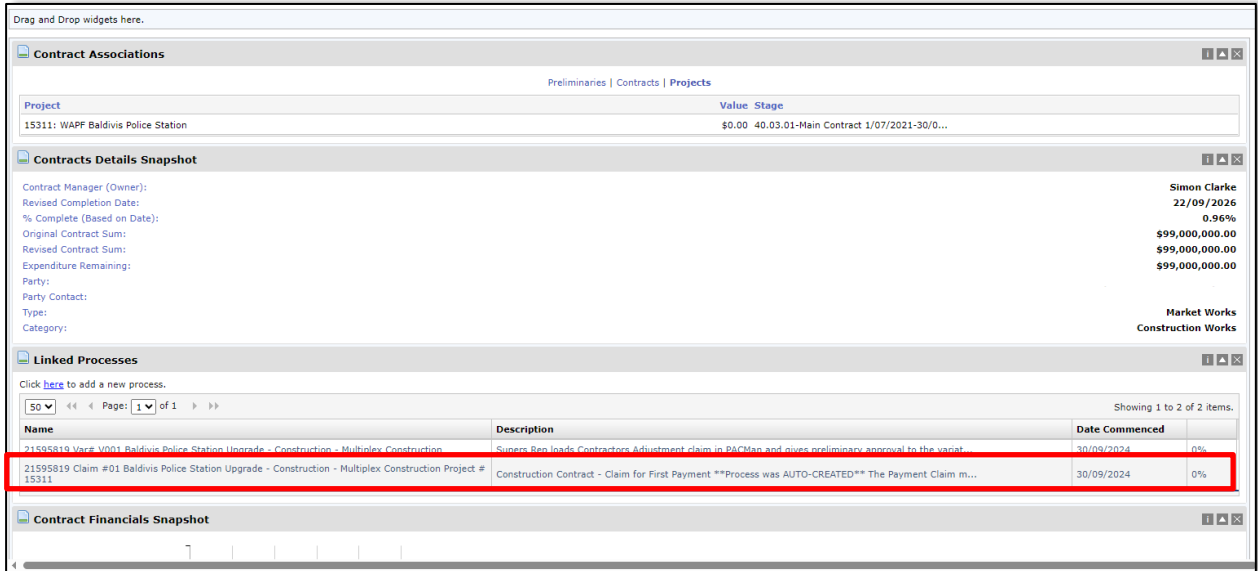 Drag and Drop widgets here.
Contract Associations
Preliminaries | Contracts | Projects
Project Value Stage
15311: WAPF Baldivis Police Station $0.00 40.03.01-Main Contract 1/07/2021-30/0...
Contracts Details Snapshot
Contract Manager (Owner): Simon Clarke
Revised Completion Date: 22/09/2026
% Complete (Based on Date): 0.96%
Original Contract Sum: $99,000,000.00
Revised Contract Sum: $99,000,000.00
Expenditure Remaining: $99,000,000.00
Party:
Party Contact:
Type: Market Works
Category: Construction Works
Linked Processes
Click here to add a new process.
50 Page: 1 of 1 Showing 1 to 2 of 2 items.
Name Description Date Commenced
21595819 Var# V001 Baldivis Police Station Upgrade - Construction - Multiplex Construction Supers Rep loads Contractors Adjustment claim in PACMan and gives preliminary approval to the variat... 30/09/2024 0%
21595819 Claim #01 Baldivis Police Station Upgrade - Construction - Multiplex Construction Project #
15311 Construction Contract - Claim for First Payment **Process was AUTO-CREATED** The Payment Claim m... 30/09/2024 0%
Contract Financials Snapshot